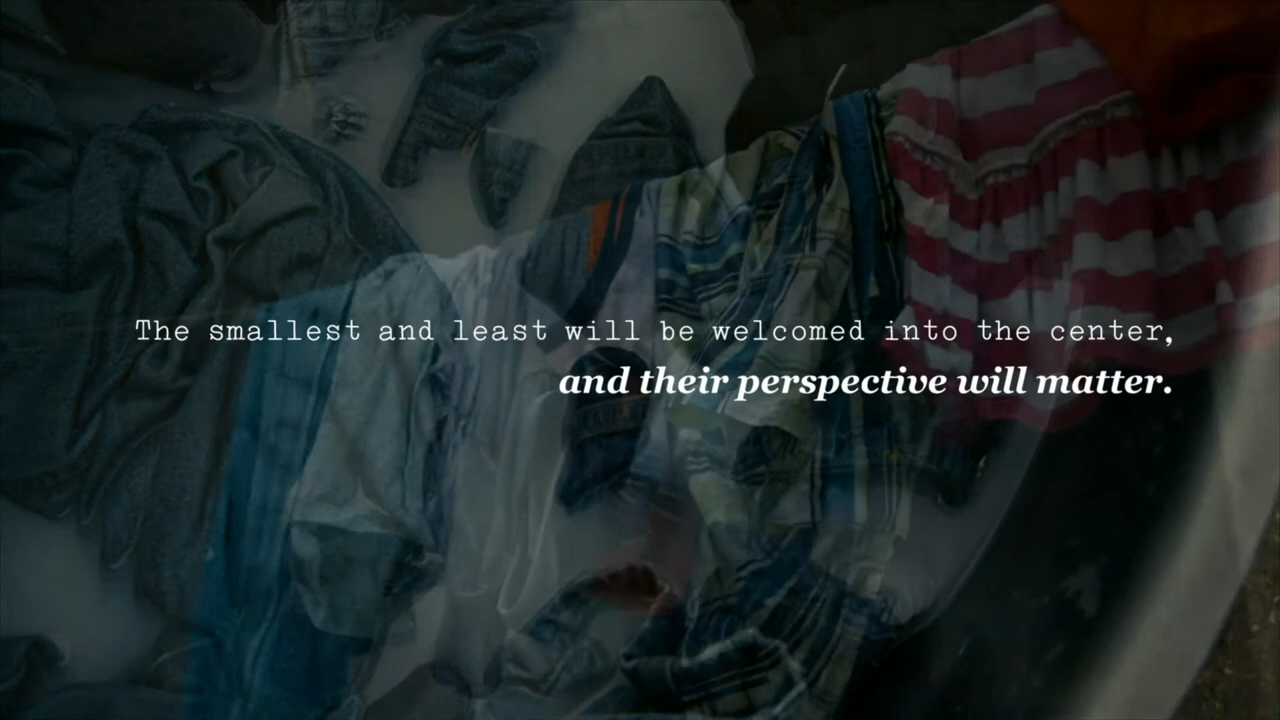 The smallest and least will be welcomed into the center,
and their perspective will matter.